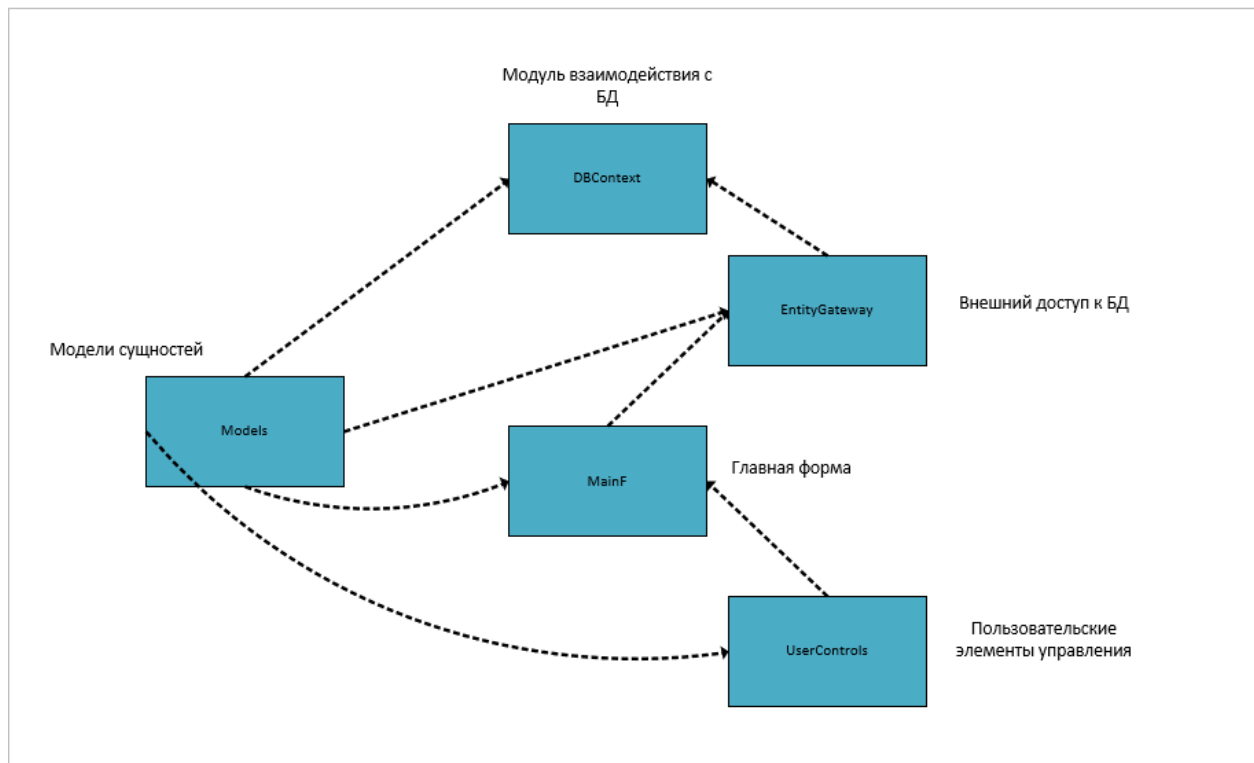 Модуль взаимодействия с
БД
DBContext
EntityGateway
Внешний доступ к БД
Модели сущностей
Models
MainF
Главная форма
UserControls
Пользовательские
элементы управления